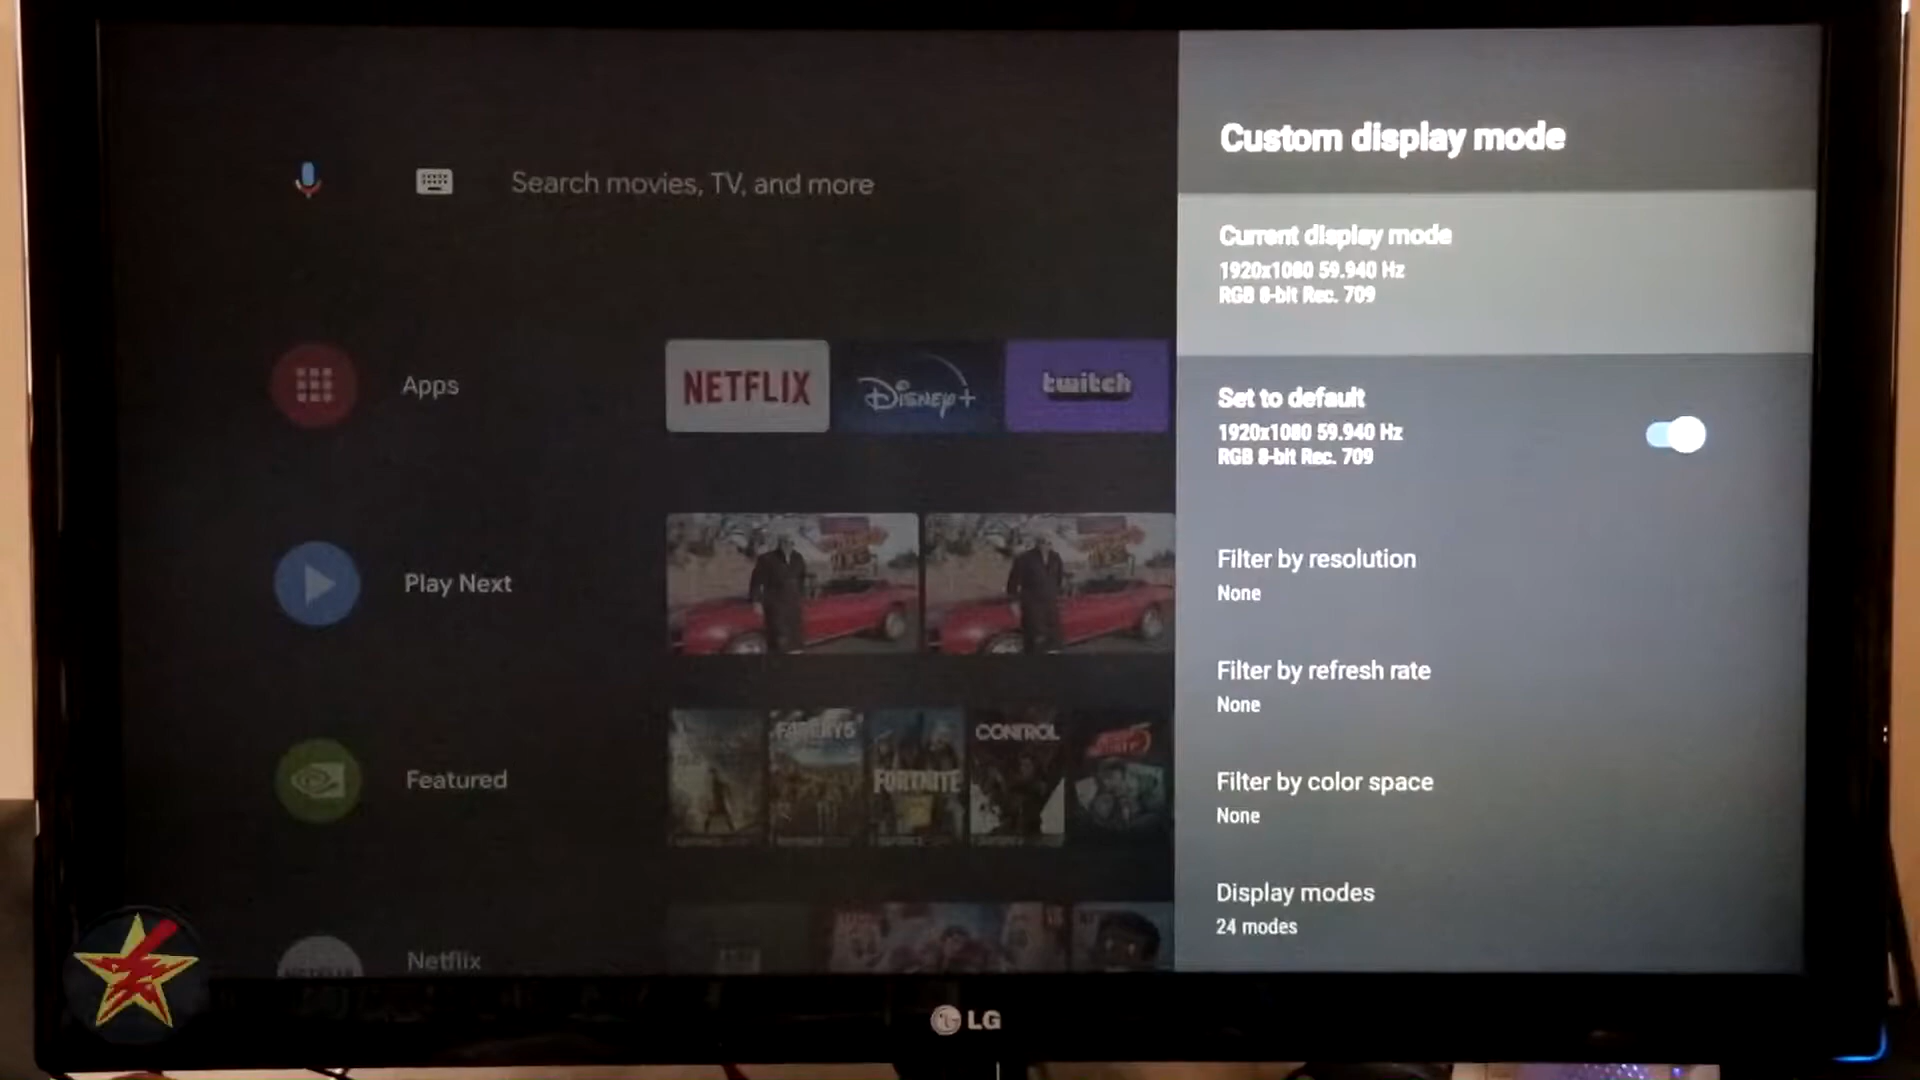 Search movies, TV, and more
Custom display mode
Current display mode
1920x1080 59.940 Hz
RGB 8-bit Rec. 709
Set to default
1920x1080 59.940 Hz
RGB 8-bit Rec. 709
Filter by resolution
None
Filter by refresh rate
None
Filter by color space
None
Display modes
24 modes
Apps
NETFLIX
Disney+
twitch
Play Next
Featured
FARCRY5
FORTNITE
CONTROL
Netflix
LG